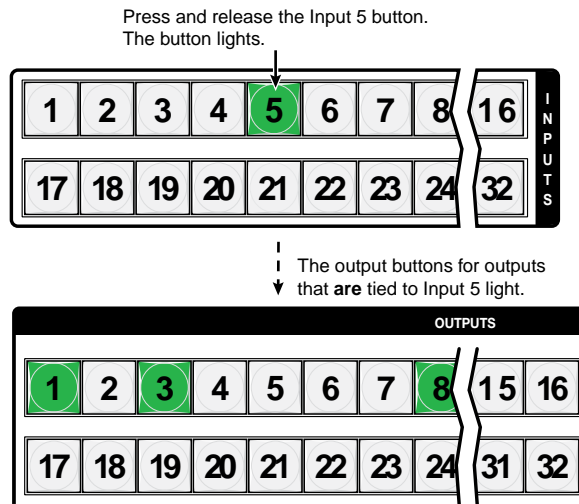 Press and release the Input 5 button.
The button lights.
1 2 3 4 5 6 7 8 16
17 18 19 20 21 22 23 24 32
INPUTS
The output buttons for outputs
that are tied to Input 5 light.
OUTPUTS
1 2 3 4 5 6 7 8 15 16
17 18 19 20 21 22 23 24 31 32